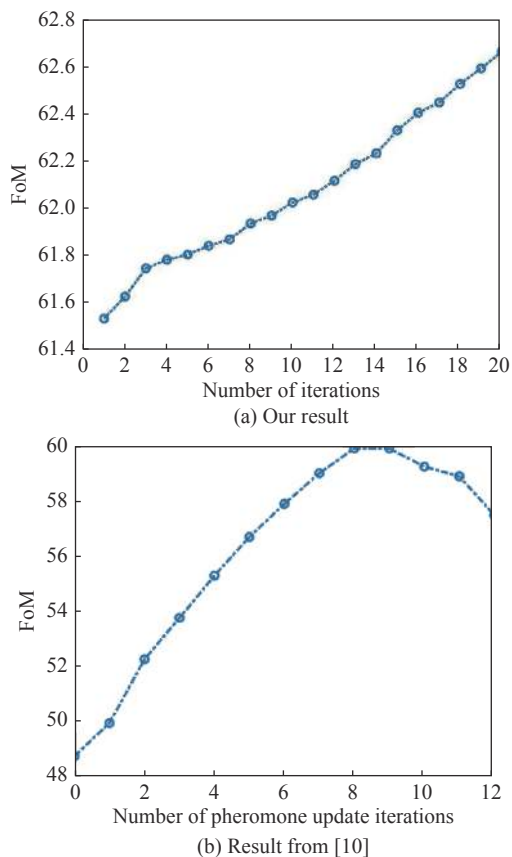 62.8
62.6
62.4
62.2
62.0
61.8
61.6
61.4
FoM
0 2 4 6 8 10 12 14 16 18 20
Number of iterctions
(a) Our result
60
58
56
54
52
50
48
FoM
0 2 4 6 8 10 12
Number of pheromone update iterations
(b) Result from [10]